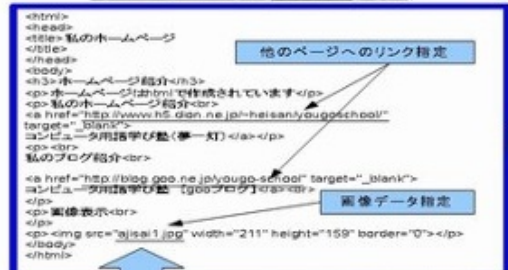 <html>
<head>
<title>私のホームページ
</title>
</head>
<body>
<h3>ホームページ紹介</h3>
<p>ホームページはhtmlで作成されています</p>
<p>私のホームページ紹介<br>
<a href="http://www.h5.dion.ne.jp/~heisan/yougoschool/"
target="_blank">
コンピュータ用語学び塾(夢一灯)</a></p>
<p><br>
私のブログ紹介<br>
<a href="http://blog.goo.ne.jp/yougo-school" target="_blank">
コンピュータ用語学び塾 【gooブログ】</a><br>
</p>
<p>画像表示<br>
</p>
<p><img src="ajisai1.jpg" width="211" height="159" border="0"></p>
</body>
</html>
他のページへのリンク指定
画像データ指定